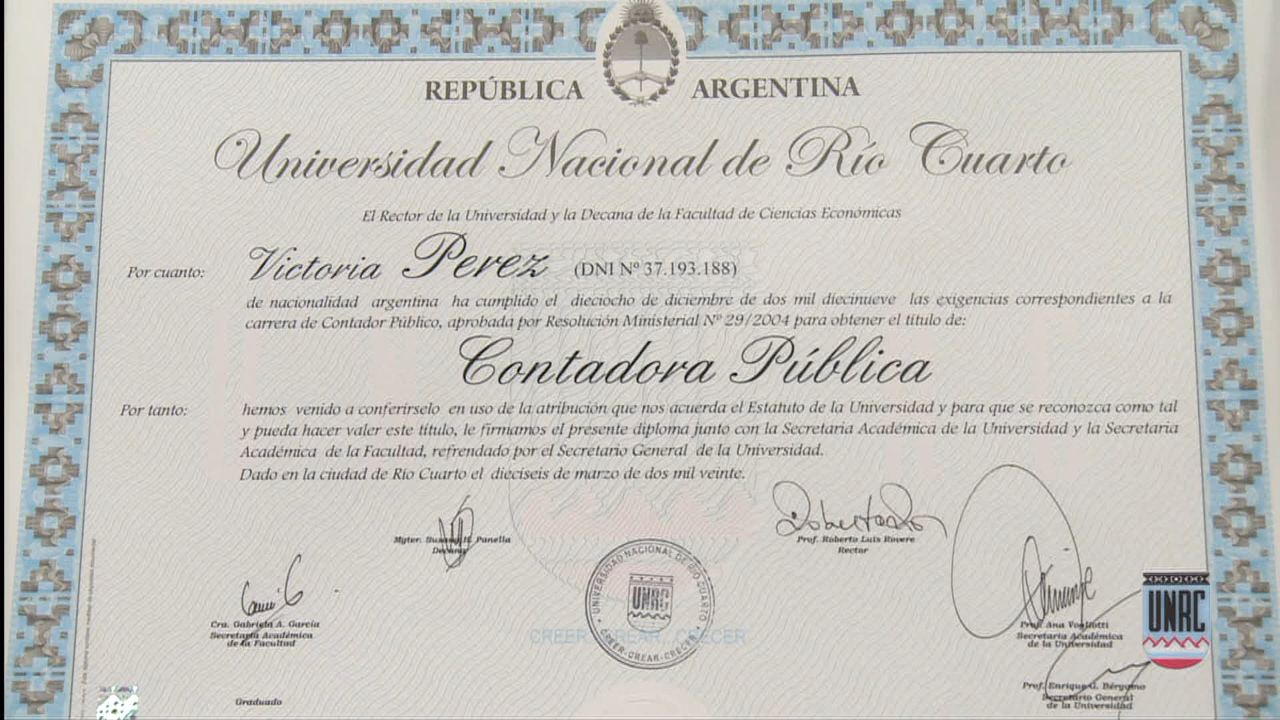 REPÚBLICA ARGENTINA
Universidad Nacional de Río Cuarto
El Rector de la Universidad y la Decana de la Facultad de Ciencias Económicas
Por cuanto: Victoria Perez (DNI Nº 37.193.188)
de nacionalidad argentina ha cumplido el dieciocho de diciembre de dos mil diecinueve las exigencias correspondientes a la
carrera de Contador Público, aprobada por Resolución Ministerial Nº 29/2004 para obtener el título de:
Contadora Pública
Por tanto: hemos venido a conferírselo en uso de la atribución que nos acuerda el Estatuto de la Universidad y para que se reconozca como tal
y pueda hacer valer este título, le firmamos el presente diploma junto con la Secretaria Académica de la Universidad y la Secretaria
Académica de la Facultad, refrendado por el Secretario General de la Universidad.
Dado en la ciudad de Río Cuarto el dieciseis de marzo de dos mil veinte.
Mgter. Susana Panella
Decana
Prof. Roberto Luis Rovere
Rector
Cra. Gabriela A. García
Secretaria Académica
de la Facultad
UNIVERSIDAD NACIONAL DE RÍO CUARTO
UNRC
CREER-CREAR-CRECER
CREER... CREAR... CRECER
Prof. Ana Vogliotti
Secretaria Académica
de la Universidad
UNRC
Prof. Enrique G. Bérgamo
Secretario General
de la Universidad
Graduado